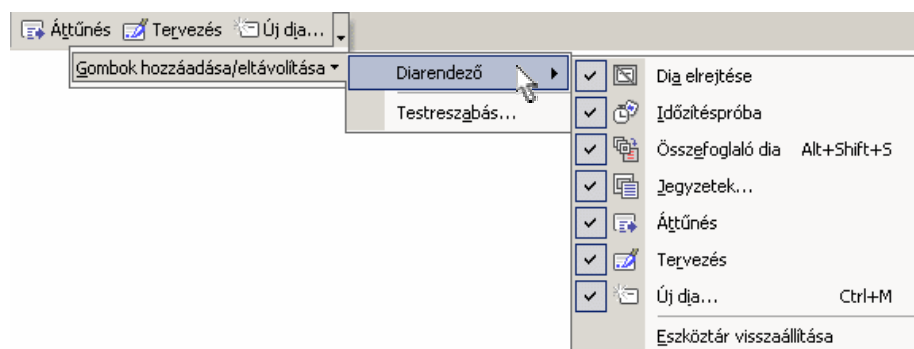 Áttűnés Tervezés Új dia...
Gombok hozzáadása/eltávolítása
Diarendező
Testreszabás...
Dia elrejtése
Időzítéspróba
Összefoglaló dia Alt+Shift+S
Jegyzetek...
Áttűnés
Tervezés
Új dia... Ctrl+M
Eszköztár visszaállítása